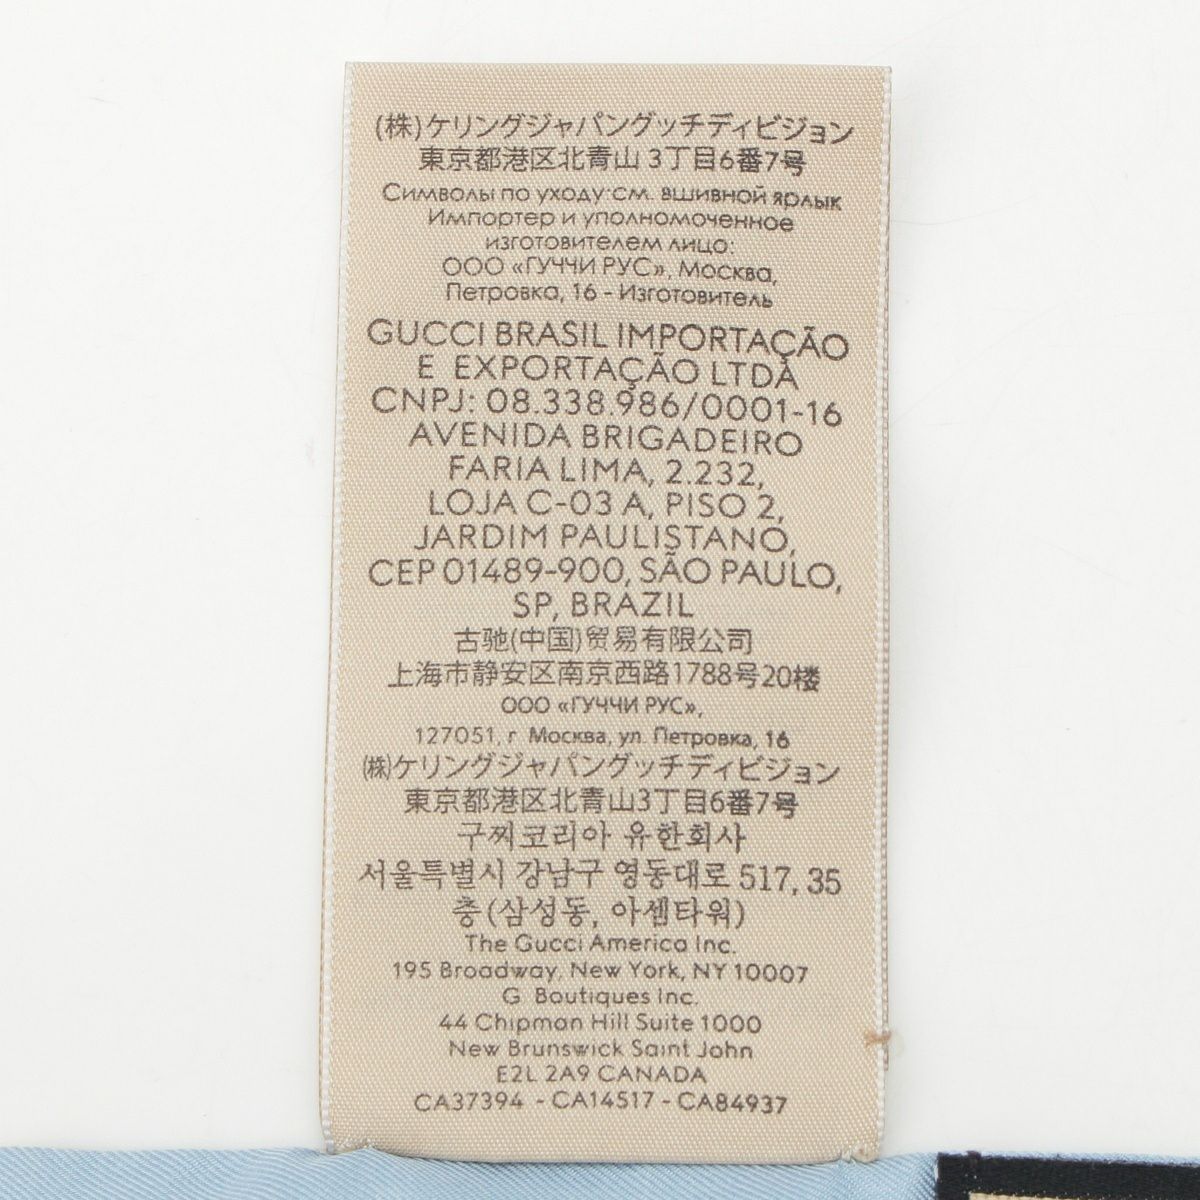 (株)ケリングジャパングッチディビジョン
東京都港区北青山 3丁目6番7号
Символы по уходу·см. вшивной ярлык
Импортер и уполномоченное
изготовителем лицо:
ООО «ГУЧЧИ РУС», Москва,
Петровка, 16 - Изготовитель
GUCCI BRASIL IMPORTAÇÃO
E EXPORTAÇÃO LTDA
CNPJ: 08.338.986/0001-16
AVENIDA BRIGADEIRO
FARIA LIMA, 2.232,
LOJA C-03 A, PISO 2,
JARDIM PAULISTANO,
CEP 01489-900, SÃO PAULO,
SP, BRAZIL
古驰(中国)贸易有限公司
上海市静安区南京西路1788号20楼
ООО «ГУЧЧИ РУС»,
127051, г Москва, ул. Петровка, 16
(株)ケリングジャパングッチディビジョン
東京都港区北青山3丁目6番7号
구찌코리아 유한회사
서울특별시 강남구 영동대로 517, 35
층 (삼성동, 아셈타워)
The Gucci America Inc.
195 Broadway, New York, NY 10007
G Boutiques Inc.
44 Chipman Hill Suite 1000
New Brunswick Saint John
E2L 2A9 CANADA
CA37394 - CA14517 - CA84937